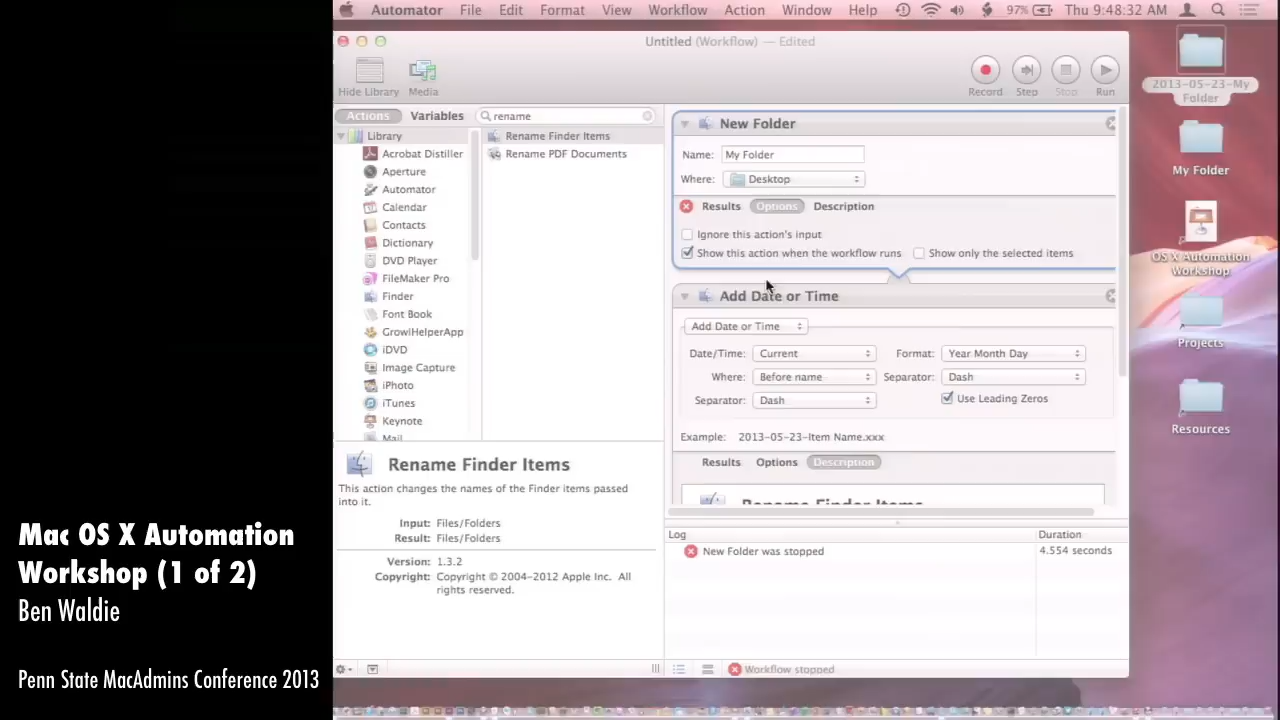 Automator File Edit Format View Workflow Action Window Help 97% Thu 9:48:32 AM
Untitled (Workflow) — Edited
Hide Library Media Record Step Stop Run
Actions Variables rename
Library
Acrobat Distiller
Aperture
Automator
Calendar
Contacts
Dictionary
DVD Player
FileMaker Pro
Finder
Font Book
GrowlHelperApp
iDVD
Image Capture
iPhoto
iTunes
Keynote
Mail
Rename Finder Items
Rename PDF Documents
New Folder
Name: My Folder
Where: Desktop
Results Options Description
Ignore this action's input
Show this action when the workflow runs Show only the selected items
Add Date or Time
Add Date or Time
Date/Time: Current Format: Year Month Day
Where: Before name Separator: Dash
Separator: Dash Use Leading Zeros
Example: 2013-05-23-Item Name.xxx
Results Options Description
Rename Finder Items
Rename Finder Items
This action changes the names of the Finder items passed
into it.
Input: Files/Folders
Result: Files/Folders
Version: 1.3.2
Copyright: Copyright © 2004–2012 Apple Inc. All
rights reserved.
Log Duration
New Folder was stopped 4.554 seconds
Workflow stopped
2013-05-23-My
Folder
My Folder
OS X Automation
Workshop
Projects
Resources
Mac OS X Automation
Workshop (1 of 2)
Ben Waldie
Penn State MacAdmins Conference 2013